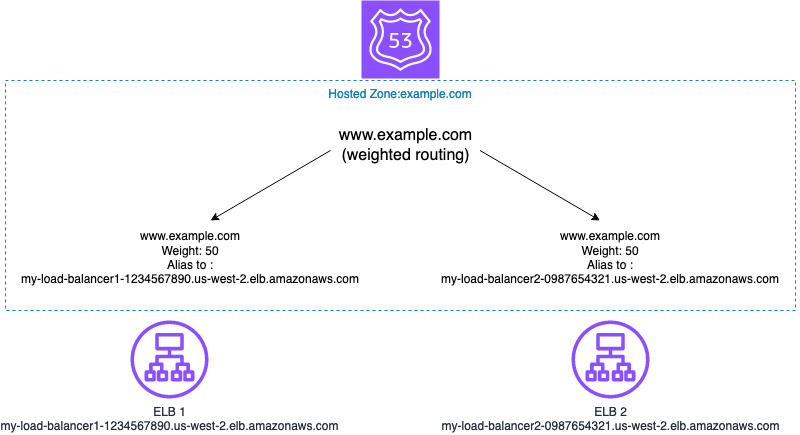 53
Hosted Zone:example.com
www.example.com
(weighted routing)
www.example.com
Weight: 50
Alias to :
my-load-balancer1-1234567890.us-west-2.elb.amazonaws.com
www.example.com
Weight: 50
Alias to :
my-load-balancer2-0987654321.us-west-2.elb.amazonaws.com
ELB 1
my-load-balancer1-1234567890.us-west-2.elb.amazonaws.com
ELB 2
my-load-balancer2-0987654321.us-west-2.elb.amazonaws.com